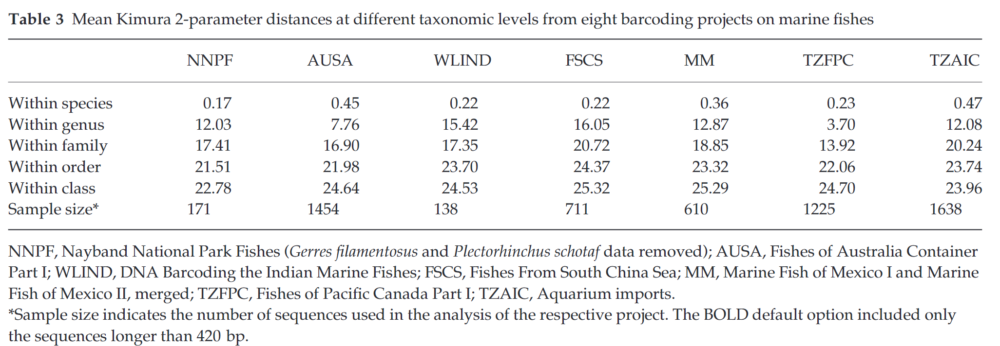 Table 3 Mean Kimura 2-parameter distances at different taxonomic levels from eight barcoding projects on marine fishes
NNPF AUSA WLIND FSCS MM TZFPC TZAIC
Within species 0.17 0.45 0.22 0.22 0.36 0.23 0.47
Within genus 12.03 7.76 15.42 16.05 12.87 3.70 12.08
Within family 17.41 16.90 17.35 20.72 18.85 13.92 20.24
Within order 21.51 21.98 23.70 24.37 23.32 22.06 23.74
Within class 22.78 24.64 24.53 25.32 25.29 24.70 23.96
Sample size* 171 1454 138 711 610 1225 1638
NNPF, Nayband National Park Fishes (Gerres filamentosus and Plectorhinchus schotaf data removed); AUSA, Fishes of Australia Container
Part I; WLIND, DNA Barcoding the Indian Marine Fishes; FSCS, Fishes From South China Sea; MM, Marine Fish of Mexico I and Marine
Fish of Mexico II, merged; TZFPC, Fishes of Pacific Canada Part I; TZAIC, Aquarium imports.
*Sample size indicates the number of sequences used in the analysis of the respective project. The BOLD default option included only
the sequences longer than 420 bp.